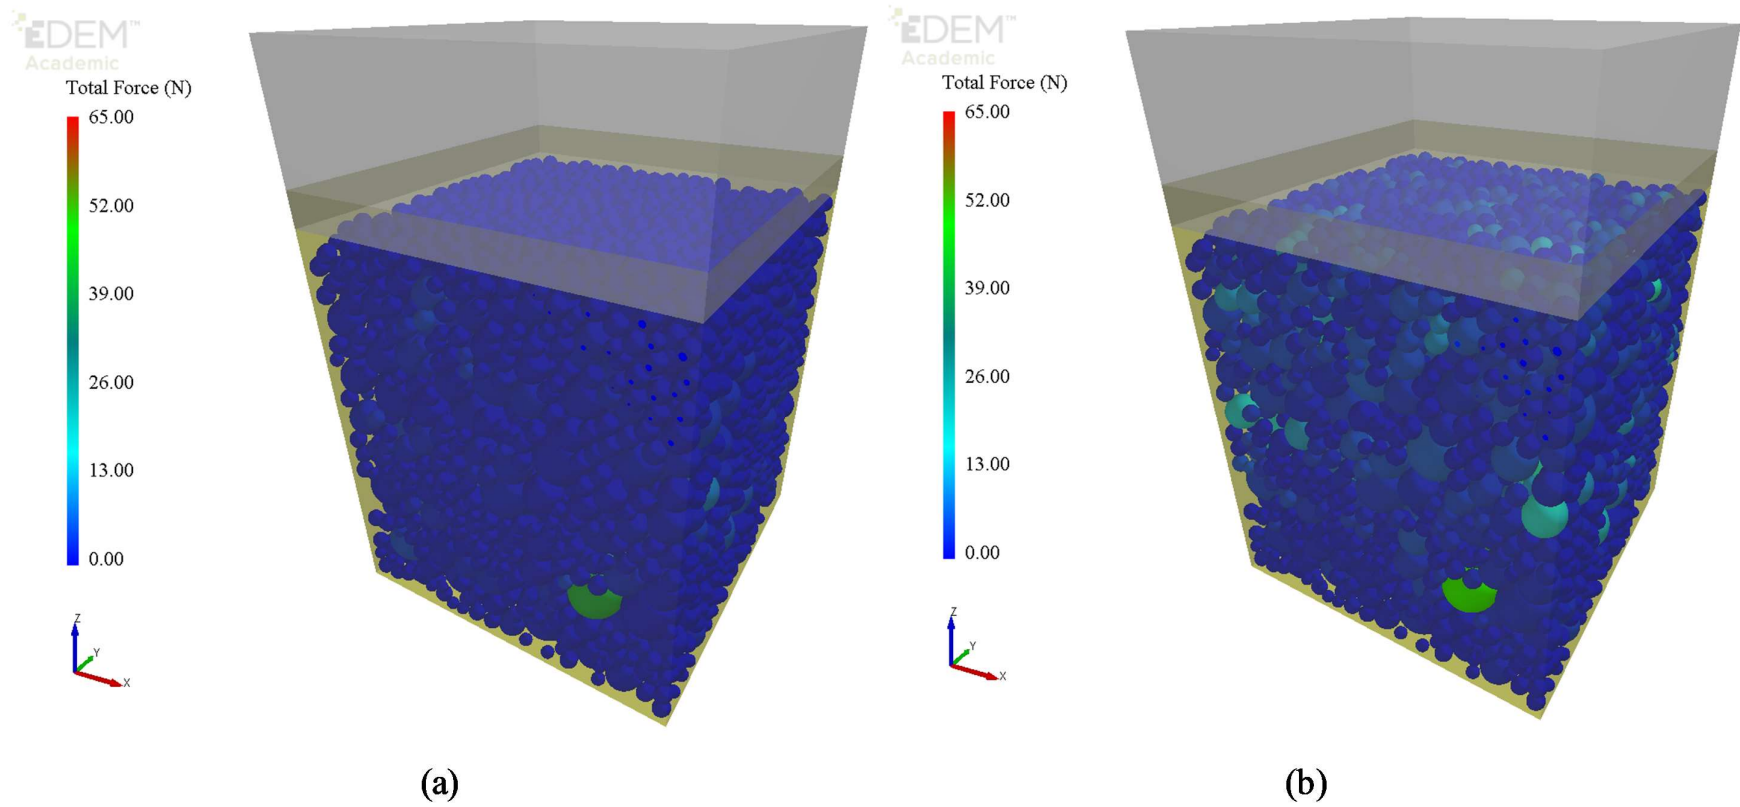 EDEM™
Academic
Total Force (N)
65.00
52.00
39.00
26.00
13.00
0.00
Z
Y
X
(a)
EDEM™
Academic
Total Force (N)
65.00
52.00
39.00
26.00
13.00
0.00
Z
Y
X
(b)